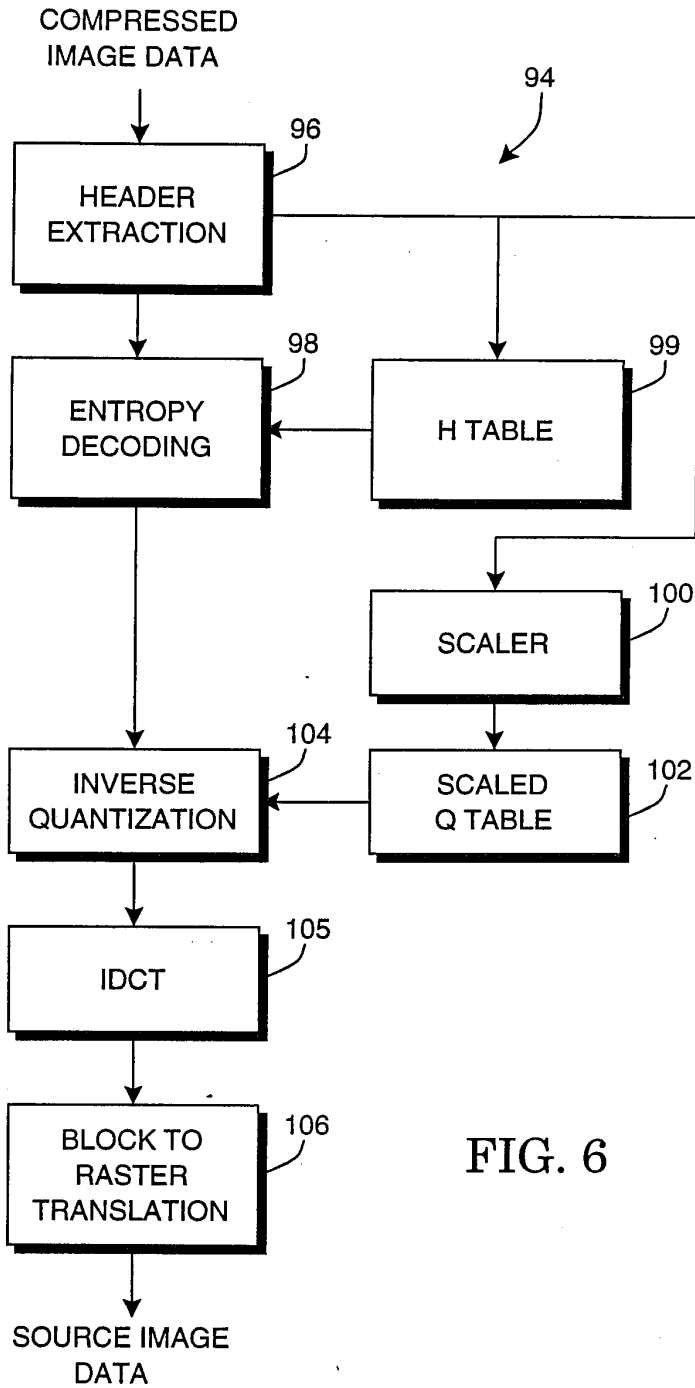 COMPRESSED
IMAGE DATA
94
96
HEADER
EXTRACTION
98
99
ENTROPY
DECODING
H TABLE
100
SCALER
104
102
INVERSE
QUANTIZATION
SCALED
Q TABLE
105
IDCT
106
BLOCK TO
RASTER
TRANSLATION
FIG. 6
SOURCE IMAGE
DATA